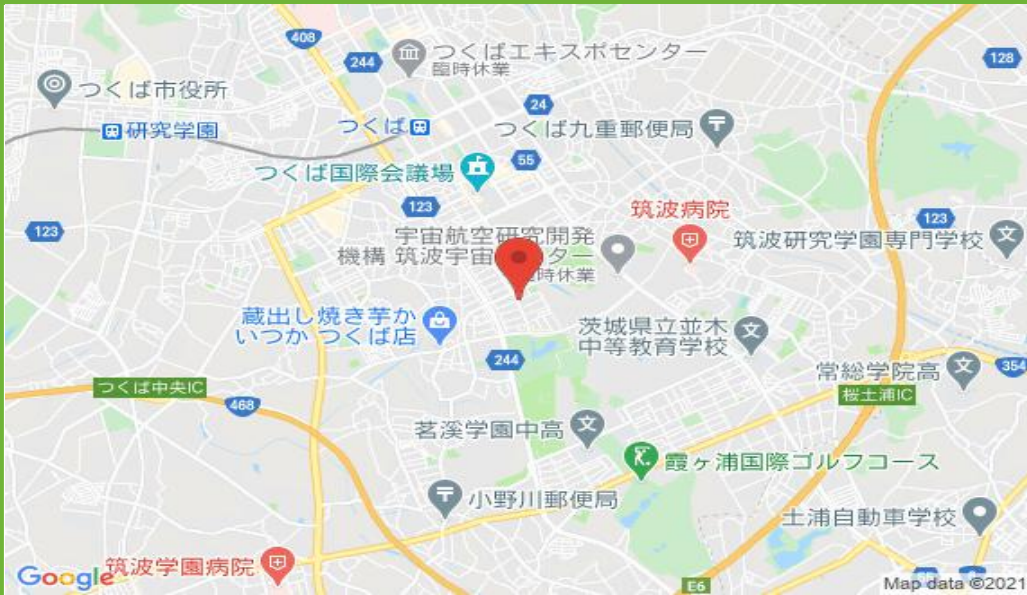 408
つくばエキスポセンター
臨時休業
244
128
つくば市役所
24
研究学園
つくば
つくば九重郵便局
55
つくば国際会議場
123
筑波病院
123
123
宇宙航空研究開発
機構 筑波宇宙 ター
時休業
筑波研究学園専門学校
蔵出し焼き芋か
いつか つくば店
茨城県立並木
中等教育学校
244
常総学院高
354
つくば中央IC
桜土浦IC
468
茗溪学園中高
霞ヶ浦国際ゴルフコース
小野川郵便局
土浦自動車学校
筑波学園病院
Google
E6
Map data ©2021